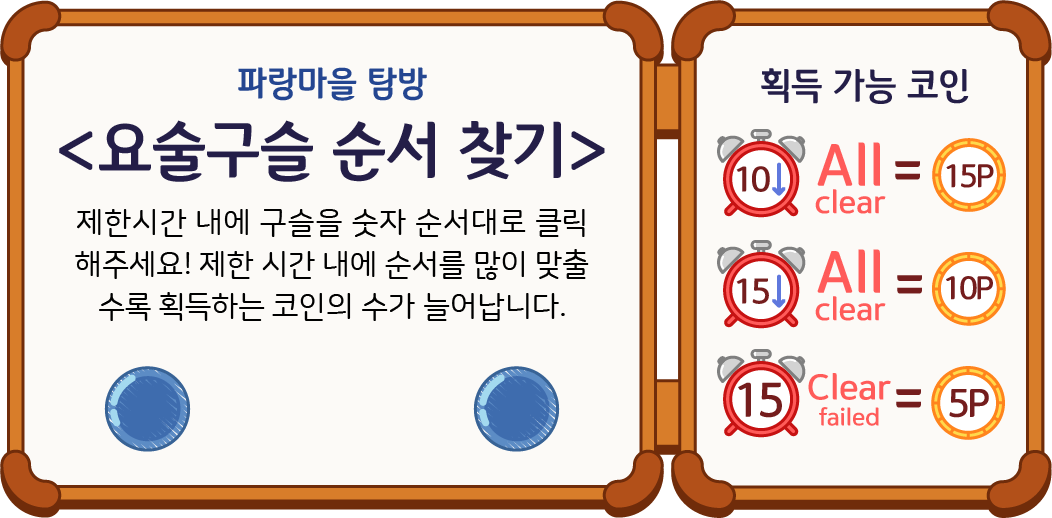 파랑마을 탐방
<요술구슬 순서 찾기>
제한시간 내에 구슬을 숫자 순서대로 클릭
해주세요! 제한 시간 내에 순서를 많이 맞출
수록 획득하는 코인의 수가 늘어납니다.
획득 가능 코인
10↓ All clear = 15P
15↓ All clear = 10P
15 Clear failed = 5P